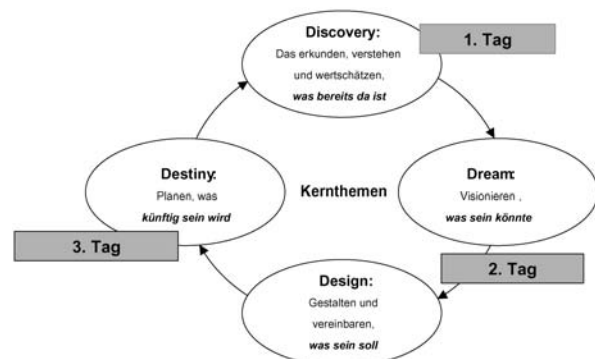 Discovery:
Das erkunden, verstehen
und wertschätzen,
was bereits da ist
1. Tag
Destiny:
Planen, was
künftig sein wird
Kernthemen
Dream:
Visionieren ,
was sein könnte
3. Tag
2. Tag
Design:
Gestalten und
vereinbaren,
was sein soll